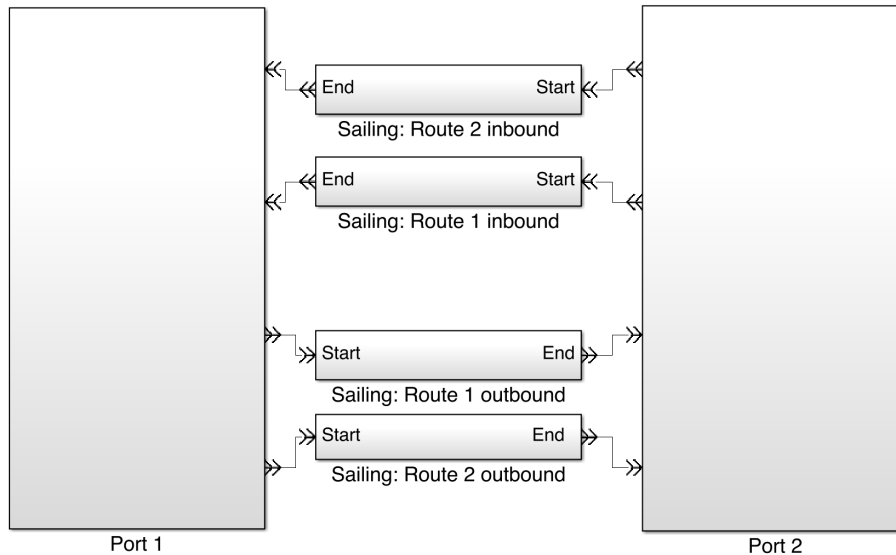 End Start
Sailing: Route 2 inbound
End Start
Sailing: Route 1 inbound
Start End
Sailing: Route 1 outbound
Start End
Sailing: Route 2 outbound
Port 1
Port 2